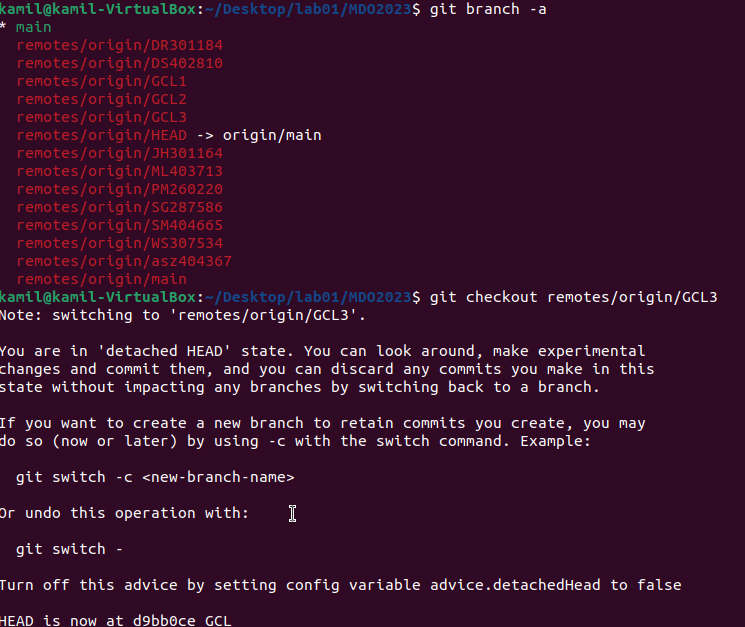 kamil@kamil-VirtualBox:~/Desktop/lab01/MDO2023$ git branch -a
* main
  remotes/origin/DR301184
  remotes/origin/DS402810
  remotes/origin/GCL1
  remotes/origin/GCL2
  remotes/origin/GCL3
  remotes/origin/HEAD -> origin/main
  remotes/origin/JH301164
  remotes/origin/ML403713
  remotes/origin/PM260220
  remotes/origin/SG287586
  remotes/origin/SM404665
  remotes/origin/WS307534
  remotes/origin/asz404367
  remotes/origin/main
kamil@kamil-VirtualBox:~/Desktop/lab01/MDO2023$ git checkout remotes/origin/GCL3
Note: switching to 'remotes/origin/GCL3'.

You are in 'detached HEAD' state. You can look around, make experimental
changes and commit them, and you can discard any commits you make in this
state without impacting any branches by switching back to a branch.

If you want to create a new branch to retain commits you create, you may
do so (now or later) by using -c with the switch command. Example:

  git switch -c <new-branch-name>

Or undo this operation with:

  git switch -

Turn off this advice by setting config variable advice.detachedHead to false

HEAD is now at d9bb0ce GCL